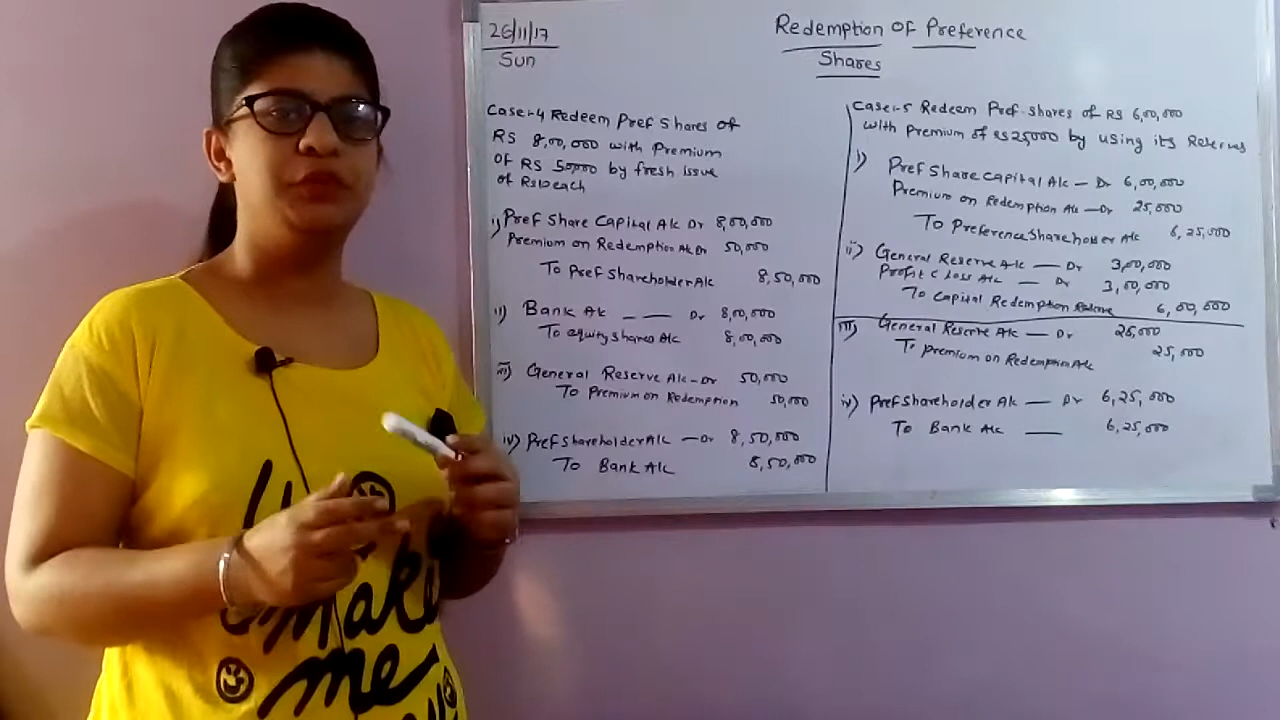 26/11/17
Sun
Redemption Of Preference
Shares
Case:-4 Redeem Pref Shares of
RS 8,00,000 with Premium
Of RS 50,000 by fresh issue
of Rs10 each
i) Pref Share Capital A/c Dr 8,00,000
Premium on Redemption A/c Dr 50,000
To Pref Shareholder A/c 8,50,000
ii) Bank A/c — — Dr 8,00,000
To equity shares A/c 8,00,000
iii) General Reserve A/c - Dr 50,000
To Premium on Redemption 50,000
iv) Pref shareholder A/c — Dr 8,50,000
To Bank A/c 8,50,000
Case:-5 Redeem Pref. shares of RS 6,00,000
with Premium of Rs 25,000 by using its Reserves
i) Pref Share capital A/c — Dr 6,00,000
Premium on Redemption A/c — Dr 25,000
To Preference Shareholder A/c 6,25,000
ii) General Reserve A/c — Dr 3,00,000
Profit & loss A/c — Dr 3,00,000
To Capital Redemption Reserve 6,00,000
iii) General Reserve A/c — Dr 25,000
To premium on Redemption A/c 25,000
iv) Pref shareholder A/c — Dr 6,25,000
To Bank A/c — 6,25,000
make
me